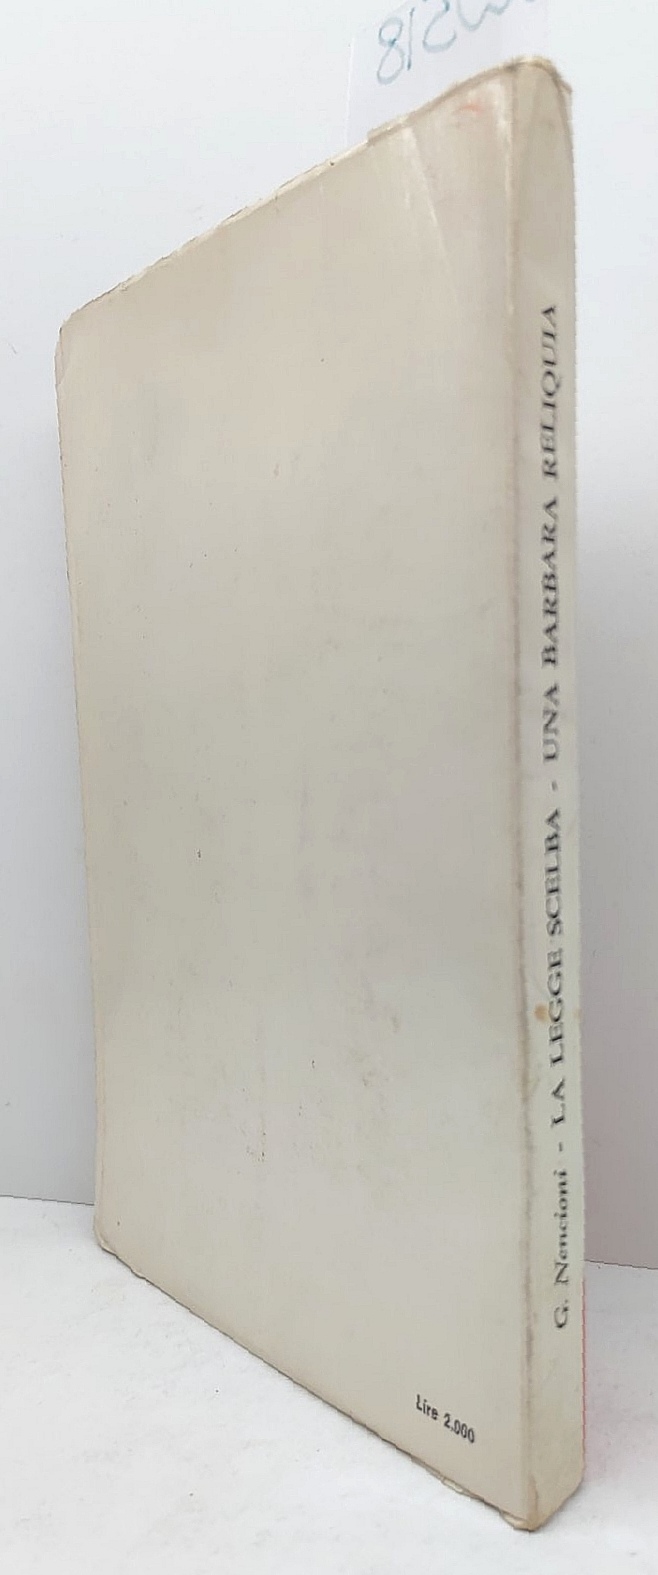 G. Nencioni - LA LEGGE SCELBA - UNA BARBARA RELIQUIA
Lire 2.000